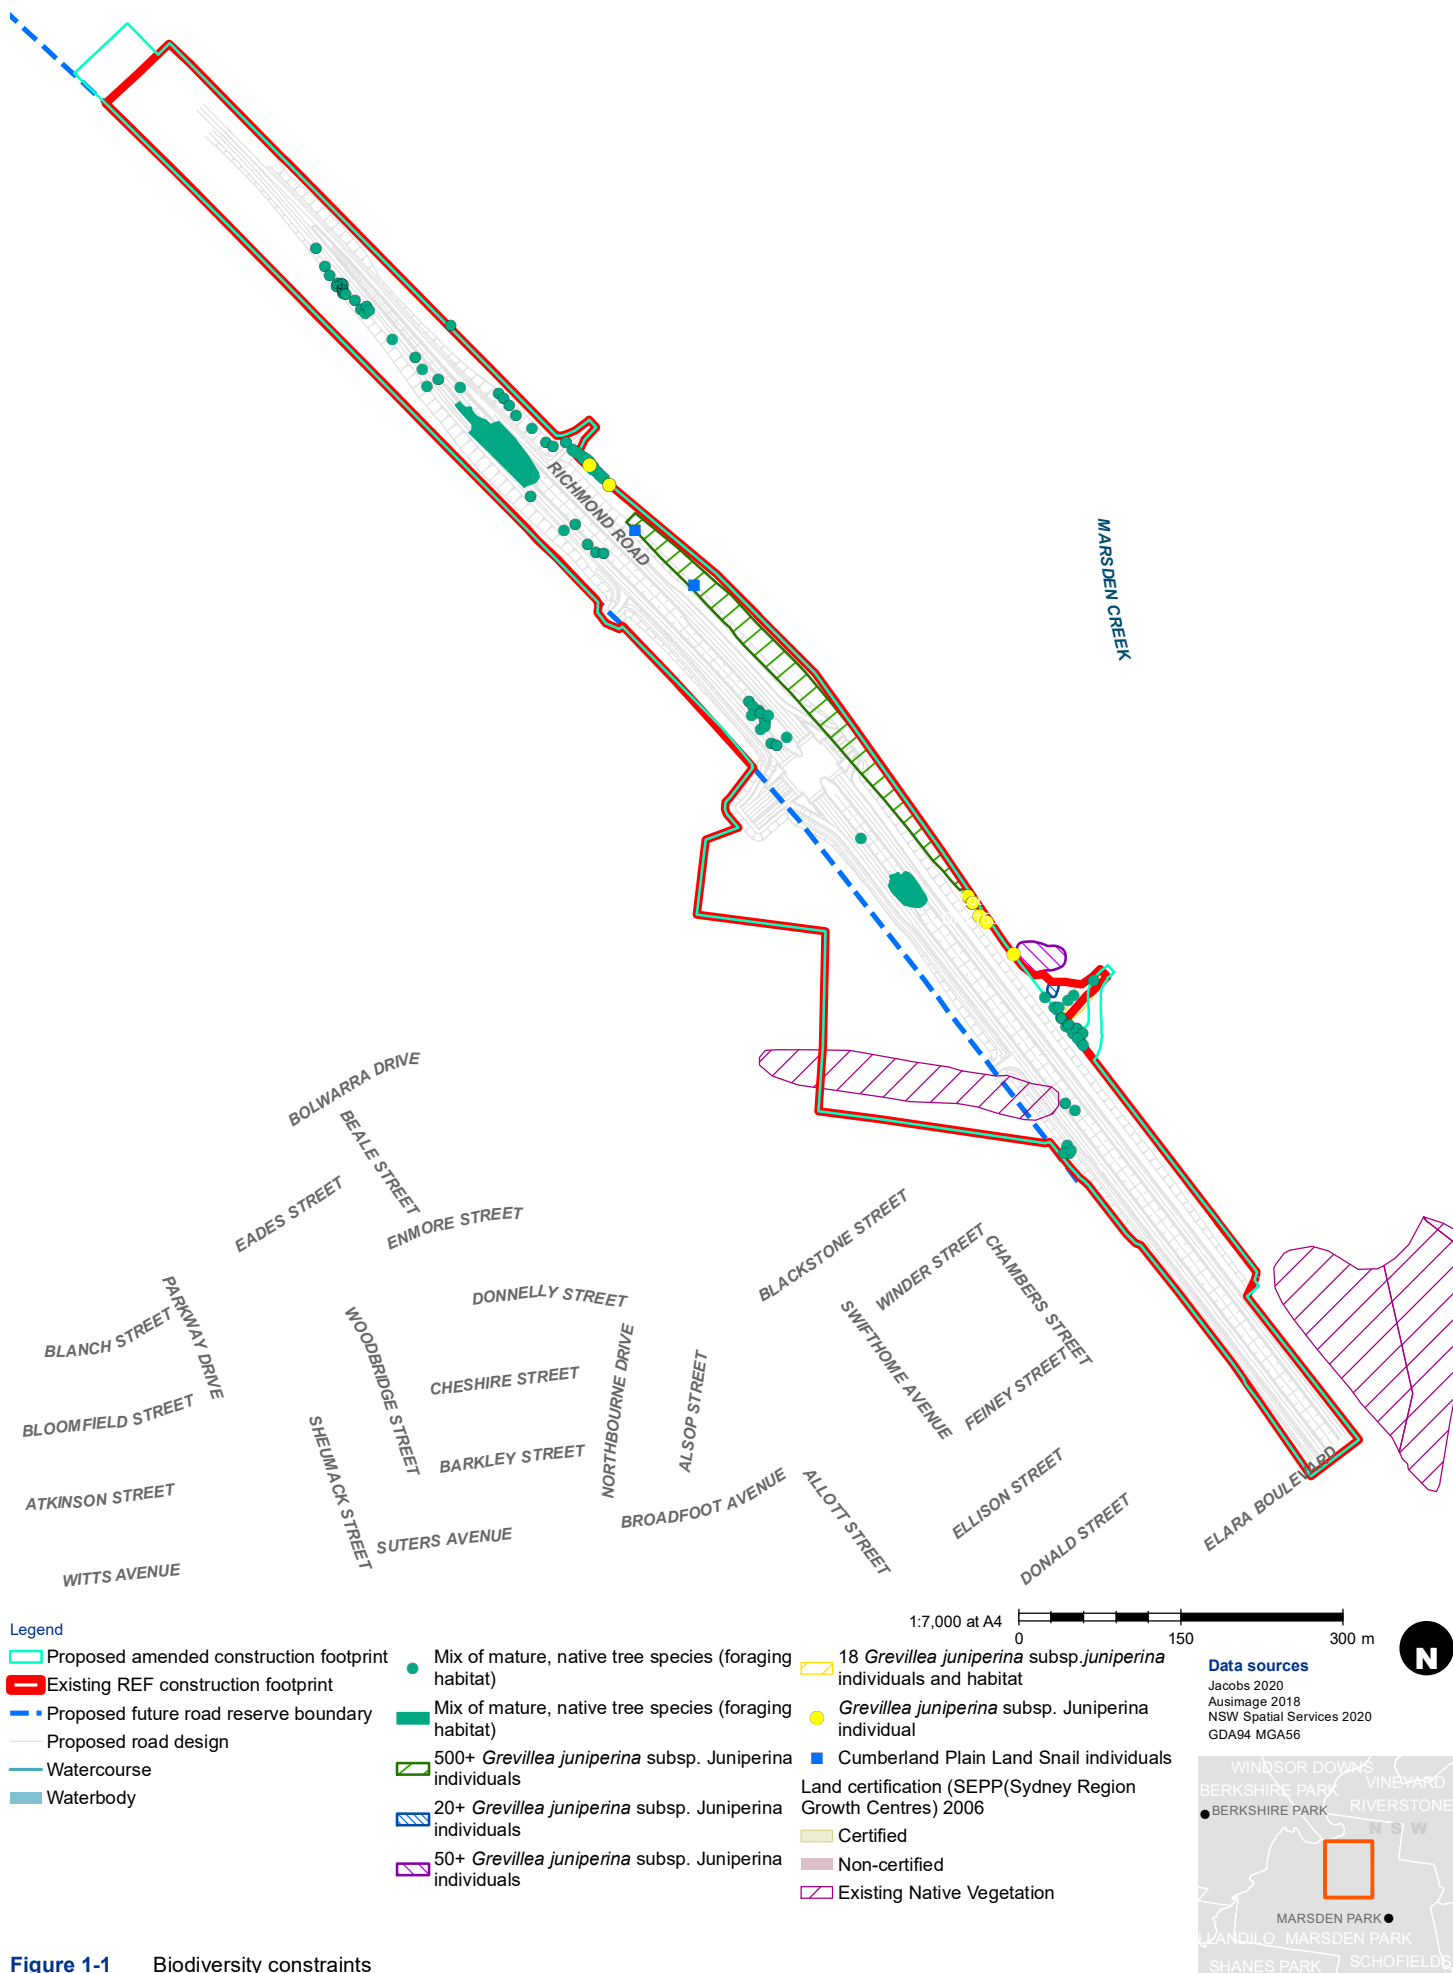 RICHMOND ROAD
MARSDEN CREEK
BOLWARRA DRIVE
BEALE STREET
EADES STREET
ENMORE STREET
BLACKSTONE STREET
WINDER STREET
CHAMBERS STREET
PARKWAY DRIVE
DONNELLY STREET
BLANCH STREET
WOODBRIDGE STREET
NORTHBOURNE DRIVE
SWIFTHOME AVENUE
CHESHIRE STREET
ALSOP STREET
FEINEY STREET
BLOOMFIELD STREET
SHEUMACK STREET
BARKLEY STREET
ATKINSON STREET
BROADFOOT AVENUE
ALLOTT STREET
ELLISON STREET
ELARA BOULEVARD
SUTERS AVENUE
DONALD STREET
WITTS AVENUE
1:7,000 at A4
0 150 300 m
N
Legend
Proposed amended construction footprint
Existing REF construction footprint
Proposed future road reserve boundary
Proposed road design
Watercourse
Waterbody
Mix of mature, native tree species (foraging
habitat)
Mix of mature, native tree species (foraging
habitat)
500+ Grevillea juniperina subsp. Juniperina
individuals
20+ Grevillea juniperina subsp. Juniperina
individuals
50+ Grevillea juniperina subsp. Juniperina
individuals
18 Grevillea juniperina subsp.juniperina
individuals and habitat
Grevillea juniperina subsp. Juniperina
individual
Cumberland Plain Land Snail individuals
Land certification (SEPP(Sydney Region
Growth Centres) 2006
Certified
Non-certified
Existing Native Vegetation
Data sources
Jacobs 2020
Ausimage 2018
NSW Spatial Services 2020
GDA94 MGA56
WINDSOR DOWNS
BERKSHIRE PARK
VINEYARD
RIVERSTONE
BERKSHIRE PARK
NSW
MARSDEN PARK
LLANDILO
MARSDEN PARK
SHANES PARK
SCHOFIELDS
Figure 1-1 Biodiversity constraints